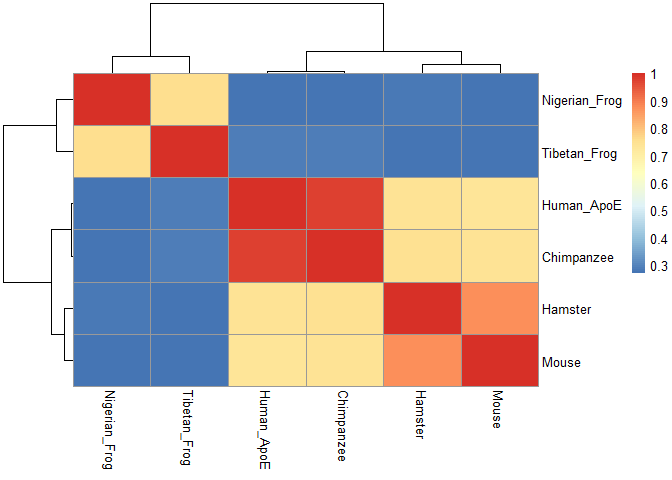 1
Nigerian_Frog
0.9
0.8
Tibetan_Frog
0.7
Human_ApoE
0.6
0.5
Chimpanzee
0.4
0.3
Hamster
Mouse
Nigerian_Frog
Tibetan_Frog
Human_ApoE
Chimpanzee
Hamster
Mouse